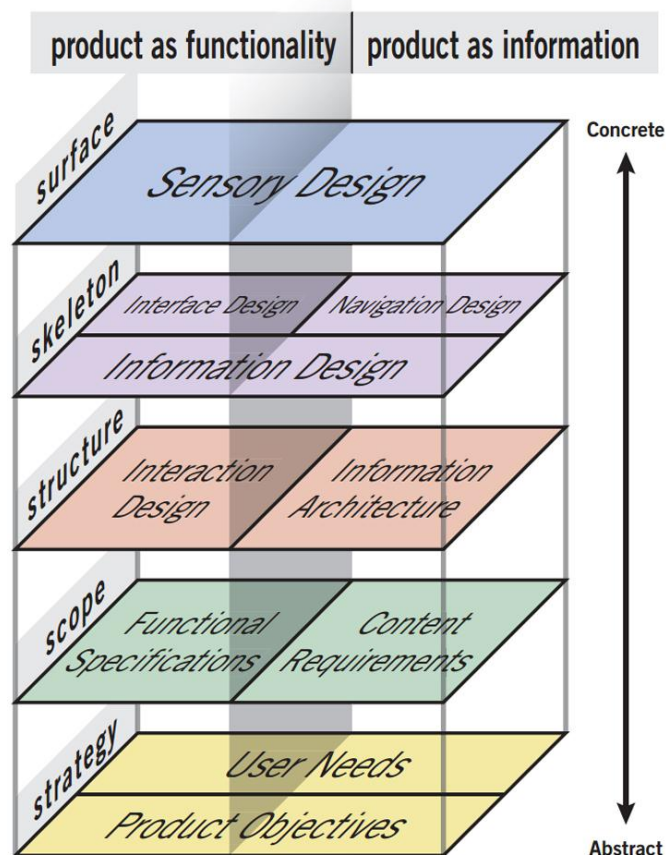 product as functionality
product as information
Concrete
surface
Sensory Design
skeleton
Interface Design
Navigation Design
Information Design
structure
Interaction
Design
Information
Architecture
scope
Functional
Specifications
Content
Requirements
strategy
User Needs
Product Objectives
Abstract